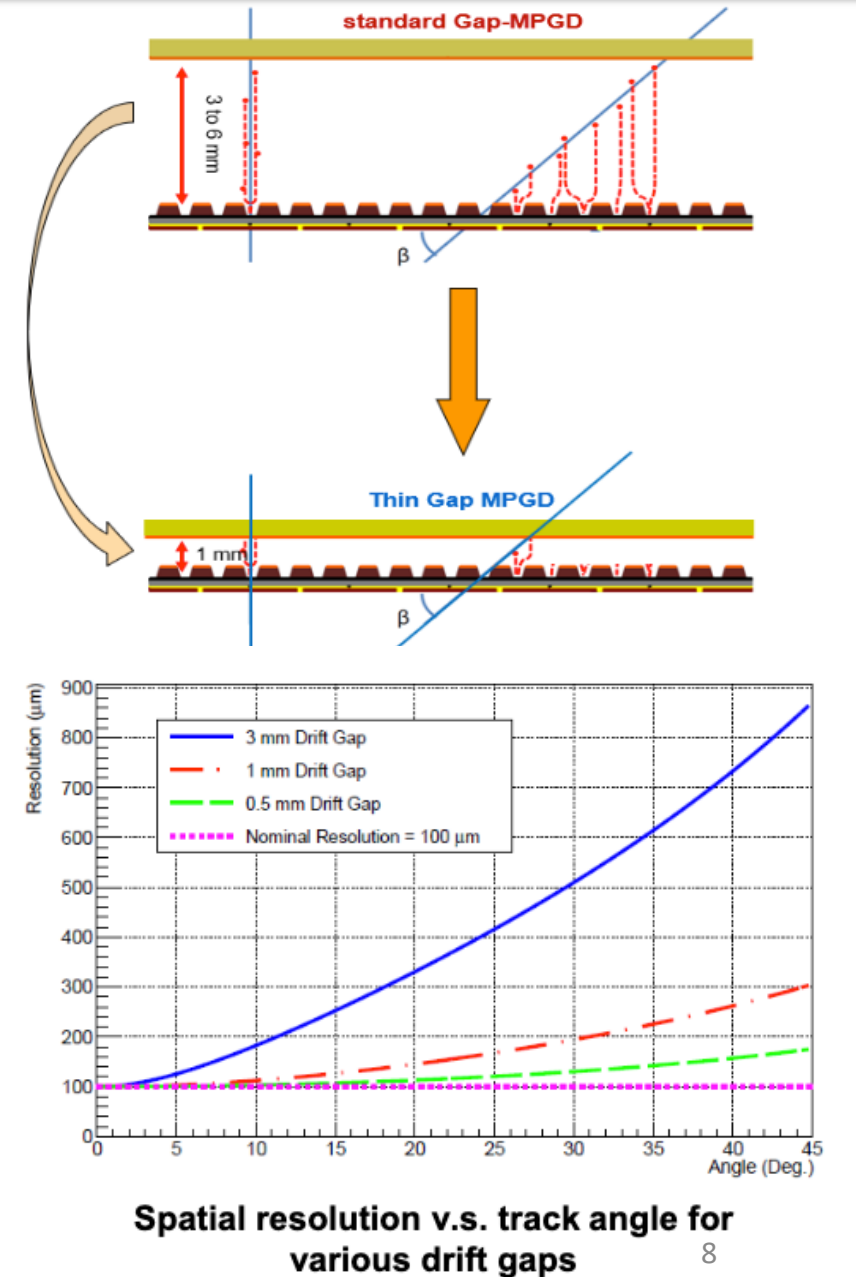 standard Gap-MPGD
3 to 6 mm
β
Thin Gap MPGD
1 mm
β
Resolution (μm)
900
800
700
600
500
400
300
200
100
0
3 mm Drift Gap
1 mm Drift Gap
0.5 mm Drift Gap
Nominal Resolution = 100 μm
0 5 10 15 20 25 30 35 40 45
Angle (Deg.)
Spatial resolution v.s. track angle for
various drift gaps
8